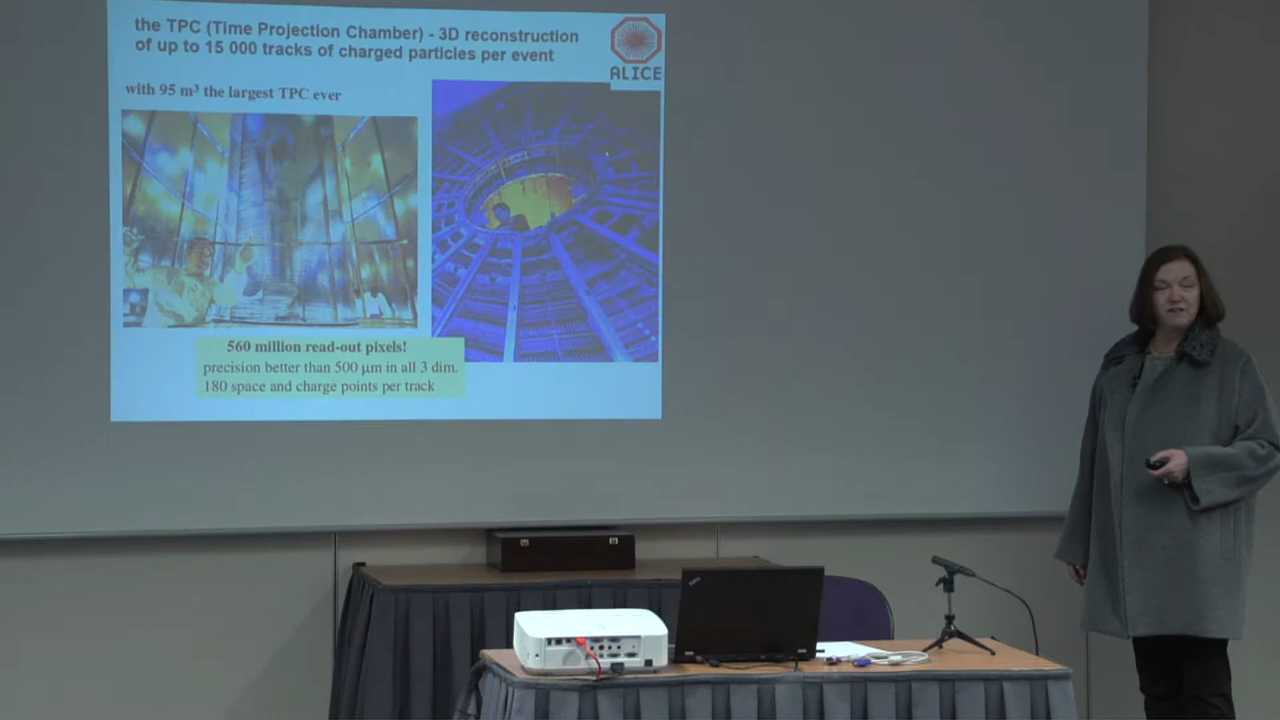 the TPC (Time Projection Chamber) - 3D reconstruction
of up to 15 000 tracks of charged particles per event
ALICE
with 95 m³ the largest TPC ever
560 million read-out pixels!
precision better than 500 μm in all 3 dim.
180 space and charge points per track